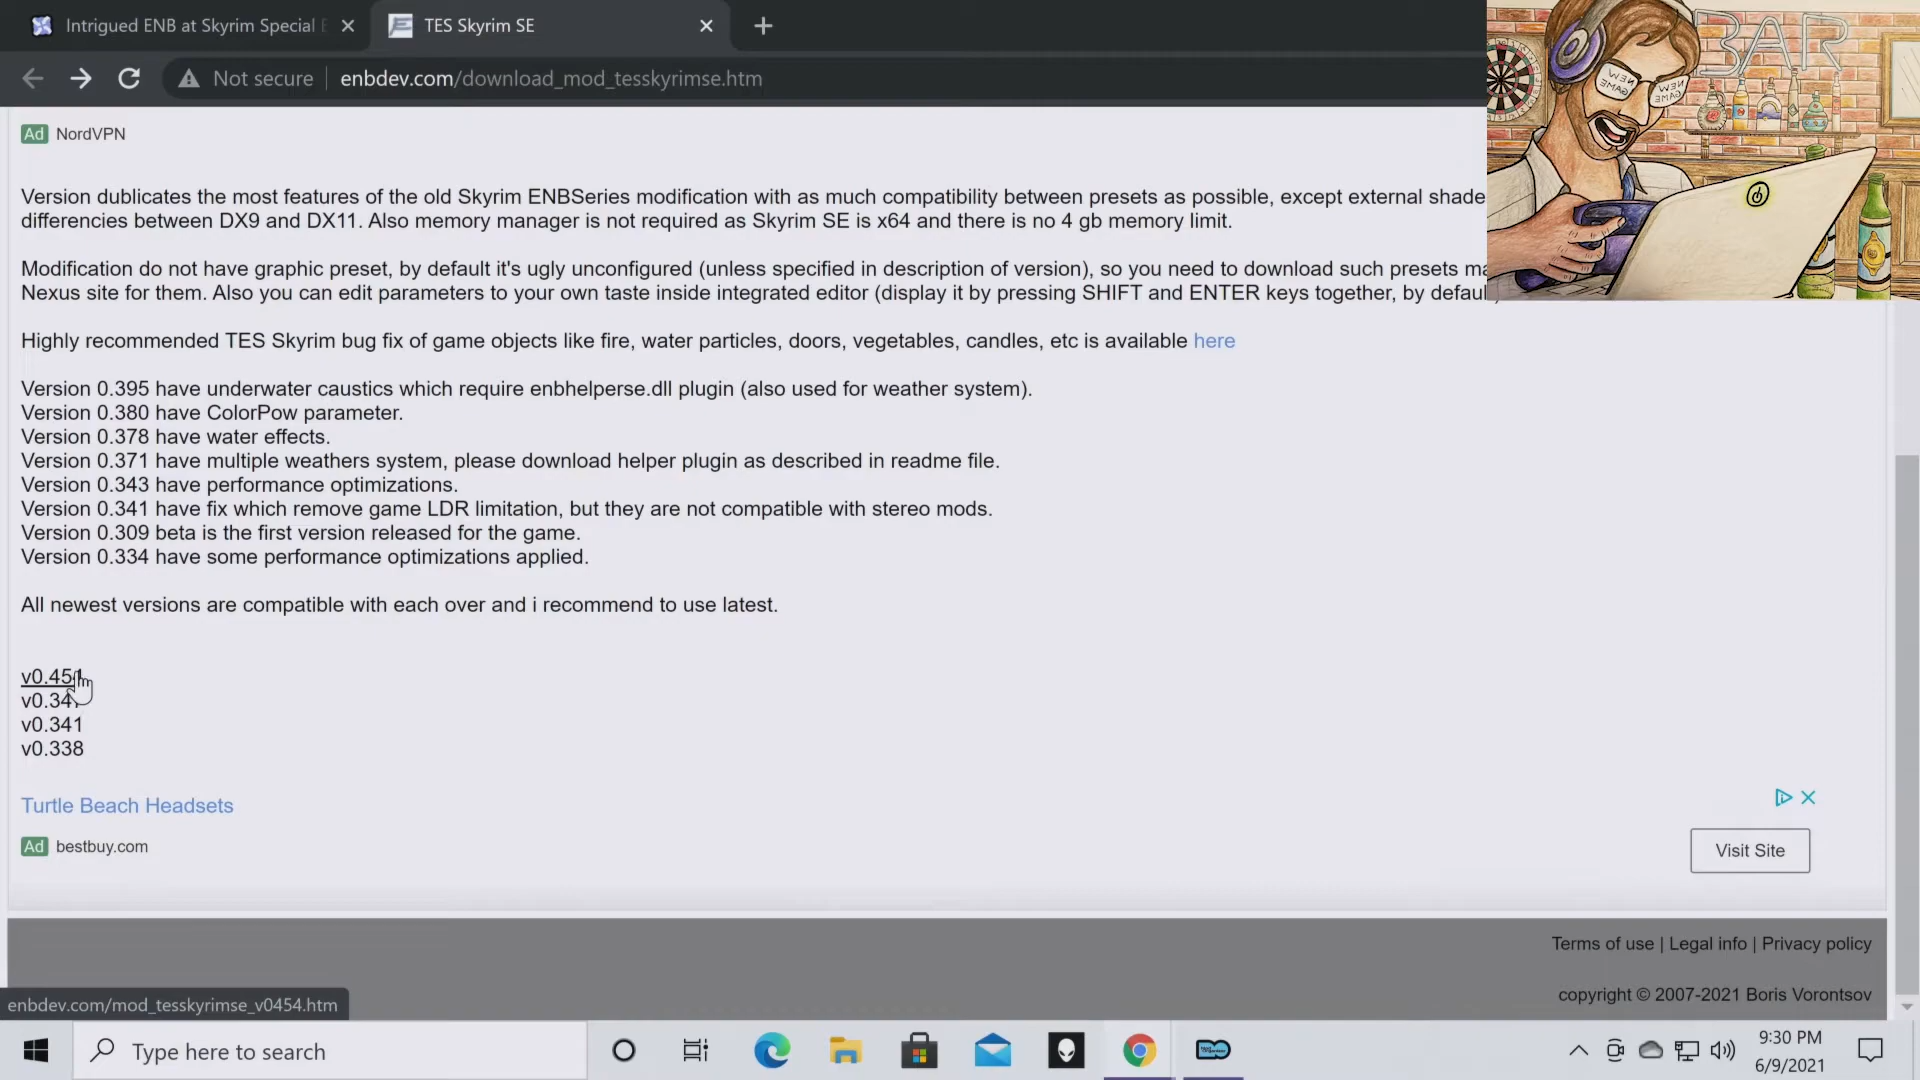 Intrigued ENB at Skyrim Special
TES Skyrim SE
Not secure
enbdev.com/download_mod_tesskyrimse.htm
BAR
NEW GAME
NEW GAME
Ad NordVPN
Version dublicates the most features of the old Skyrim ENBSeries modification with as much compatibility between presets as possible, except external shade
differencies between DX9 and DX11. Also memory manager is not required as Skyrim SE is x64 and there is no 4 gb memory limit.
Modification do not have graphic preset, by default it's ugly unconfigured (unless specified in description of version), so you need to download such presets
Nexus site for them. Also you can edit parameters to your own taste inside integrated editor (display it by pressing SHIFT and ENTER keys together, by defaul
Highly recommended TES Skyrim bug fix of game objects like fire, water particles, doors, vegetables, candles, etc is available here
Version 0.395 have underwater caustics which require enbhelperse.dll plugin (also used for weather system).
Version 0.380 have ColorPow parameter.
Version 0.378 have water effects.
Version 0.371 have multiple weathers system, please download helper plugin as described in readme file.
Version 0.343 have performance optimizations.
Version 0.341 have fix which remove game LDR limitation, but they are not compatible with stereo mods.
Version 0.309 beta is the first version released for the game.
Version 0.334 have some performance optimizations applied.
All newest versions are compatible with each over and i recommend to use latest.
v0.454
v0.347
v0.341
v0.338
Turtle Beach Headsets
Ad bestbuy.com
Visit Site
Terms of use | Legal info | Privacy policy
copyright © 2007-2021 Boris Vorontsov
enbdev.com/mod_tesskyrimse_v0454.htm
Type here to search
9:30 PM
6/9/2021